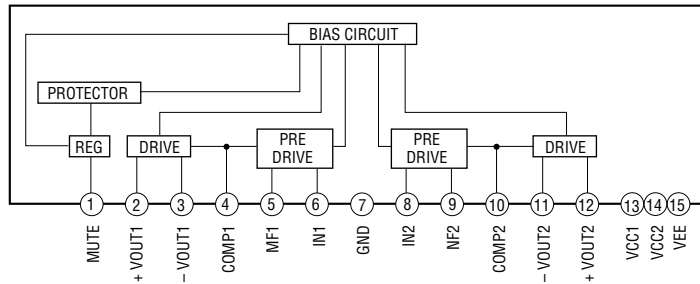 BIAS CIRCUIT
PROTECTOR
REG
DRIVE
PRE
DRIVE
PRE
DRIVE
DRIVE
1
2
3
4
5
6
7
8
9
10
11
12
13
14
15
MUTE
+ VOUT1
– VOUT1
COMP1
MF1
IN1
GND
IN2
NF2
COMP2
– VOUT2
+ VOUT2
VCC1
VCC2
VEE